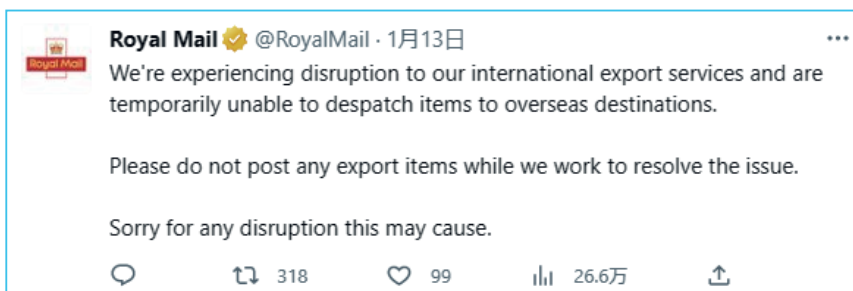 Royal Mail @RoyalMail · 1月13日
Royal Mail
We're experiencing disruption to our international export services and are
temporarily unable to despatch items to overseas destinations.
Please do not post any export items while we work to resolve the issue.
Sorry for any disruption this may cause.
318 99 26.6万